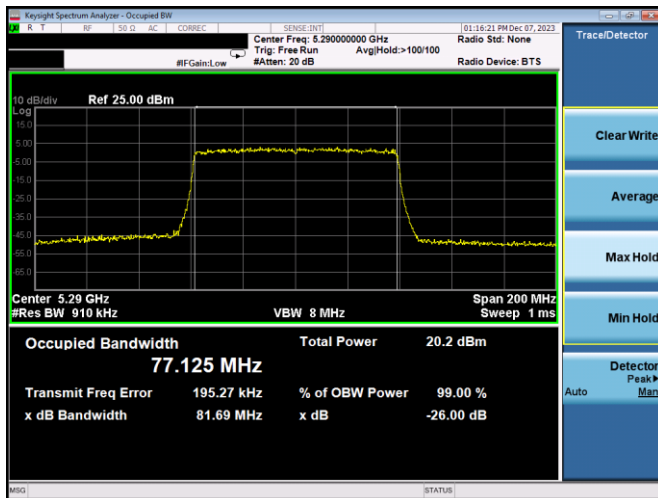 Keysight Spectrum Analyzer - Occupied BW
R T RF 50 Ω AC CORREC SENSE:INT 01:16:21 PM Dec 07, 2023
Center Freq: 5.290000000 GHz Radio Std: None
Trig: Free Run Avg|Hold:>100/100
#IFGain:Low #Atten: 20 dB Radio Device: BTS
Trace/Detector
10 dB/div Ref 25.00 dBm
Log
15.0
5.00
-5.00
-15.0
-25.0
-35.0
-45.0
-55.0
-65.0
Center 5.29 GHz Span 200 MHz
#Res BW 910 kHz VBW 8 MHz Sweep 1 ms
Occupied Bandwidth Total Power 20.2 dBm
77.125 MHz
Transmit Freq Error 195.27 kHz % of OBW Power 99.00 %
x dB Bandwidth 81.69 MHz x dB -26.00 dB
Clear Write
Average
Max Hold
Min Hold
Detector
Peak▶
Auto Man
MSG STATUS